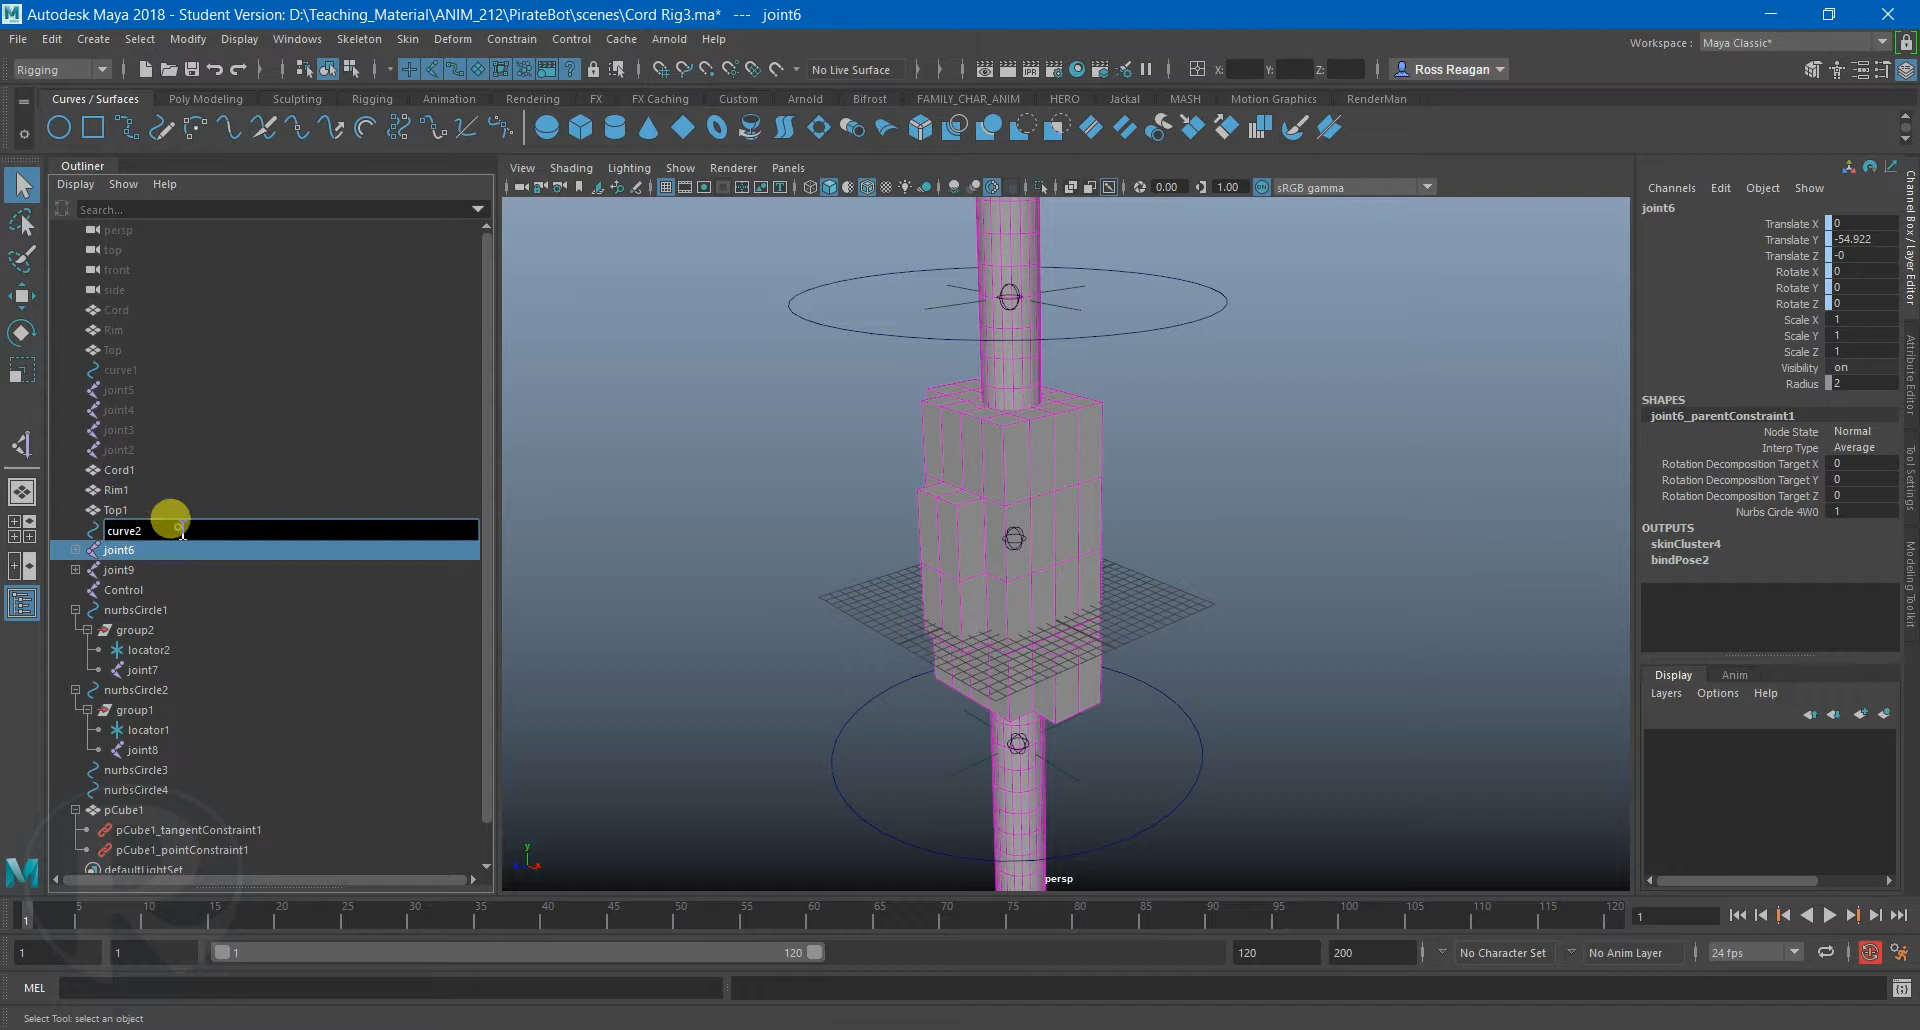 Autodesk Maya 2018 - Student Version: D:\Teaching_Material\ANIM_212\PirateBot\scenes\Cord Rig3.ma* --- joint6
File Edit Create Select Modify Display Windows Skeleton Skin Deform Constrain Control Cache Arnold Help
Workspace : Maya Classic*
Rigging No Live Surface X: Y: Z: Ross Reagan
Curves / Surfaces Poly Modeling Sculpting Rigging Animation Rendering FX FX Caching Custom Arnold Bifrost FAMILY_CHAR_ANIM HERO Jackal MASH Motion Graphics RenderMan
Outliner
Display Show Help
Search...
persp
top
front
side
Cord
Rim
Top
curve1
joint5
joint4
joint3
joint2
Cord1
Rim1
Top1
curve2
joint6
joint9
Control
nurbsCircle1
group2
locator2
joint7
nurbsCircle2
group1
locator1
joint8
nurbsCircle3
nurbsCircle4
pCube1
pCube1_tangentConstraint1
pCube1_pointConstraint1
defaultLightSet
View Shading Lighting Show Renderer Panels
0.00 1.00 ON sRGB gamma
y
x
persp
Channels Edit Object Show
joint6
Translate X 0
Translate Y -54.922
Translate Z -0
Rotate X 0
Rotate Y 0
Rotate Z 0
Scale X 1
Scale Y 1
Scale Z 1
Visibility on
Radius 2
SHAPES
joint6_parentConstraint1
Node State Normal
Interp Type Average
Rotation Decomposition Target X 0
Rotation Decomposition Target Y 0
Rotation Decomposition Target Z 0
Nurbs Circle 4W0 1
OUTPUTS
skinCluster4
bindPose2
Display Anim
Layers Options Help
Channel Box / Layer Editor
Attribute Editor
Tool Settings
Modeling Toolkit
1 5 10 15 20 25 30 35 40 45 50 55 60 65 70 75 80 85 90 95 100 105 110 115 120 1
1 1 1 120 120 200 No Character Set No Anim Layer 24 fps
MEL
Select Tool: select an object